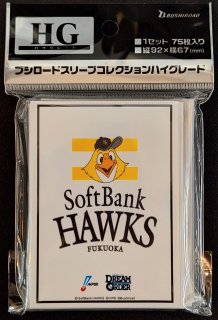 HG
ハイグレード
BUSHIROAD
ブシロードスリーブコレクションハイグレード
■1セット 75枚入り
■縦92×横67(mm)
SoftBank
HAWKS
FUKUOKA
DREAM
ORDER